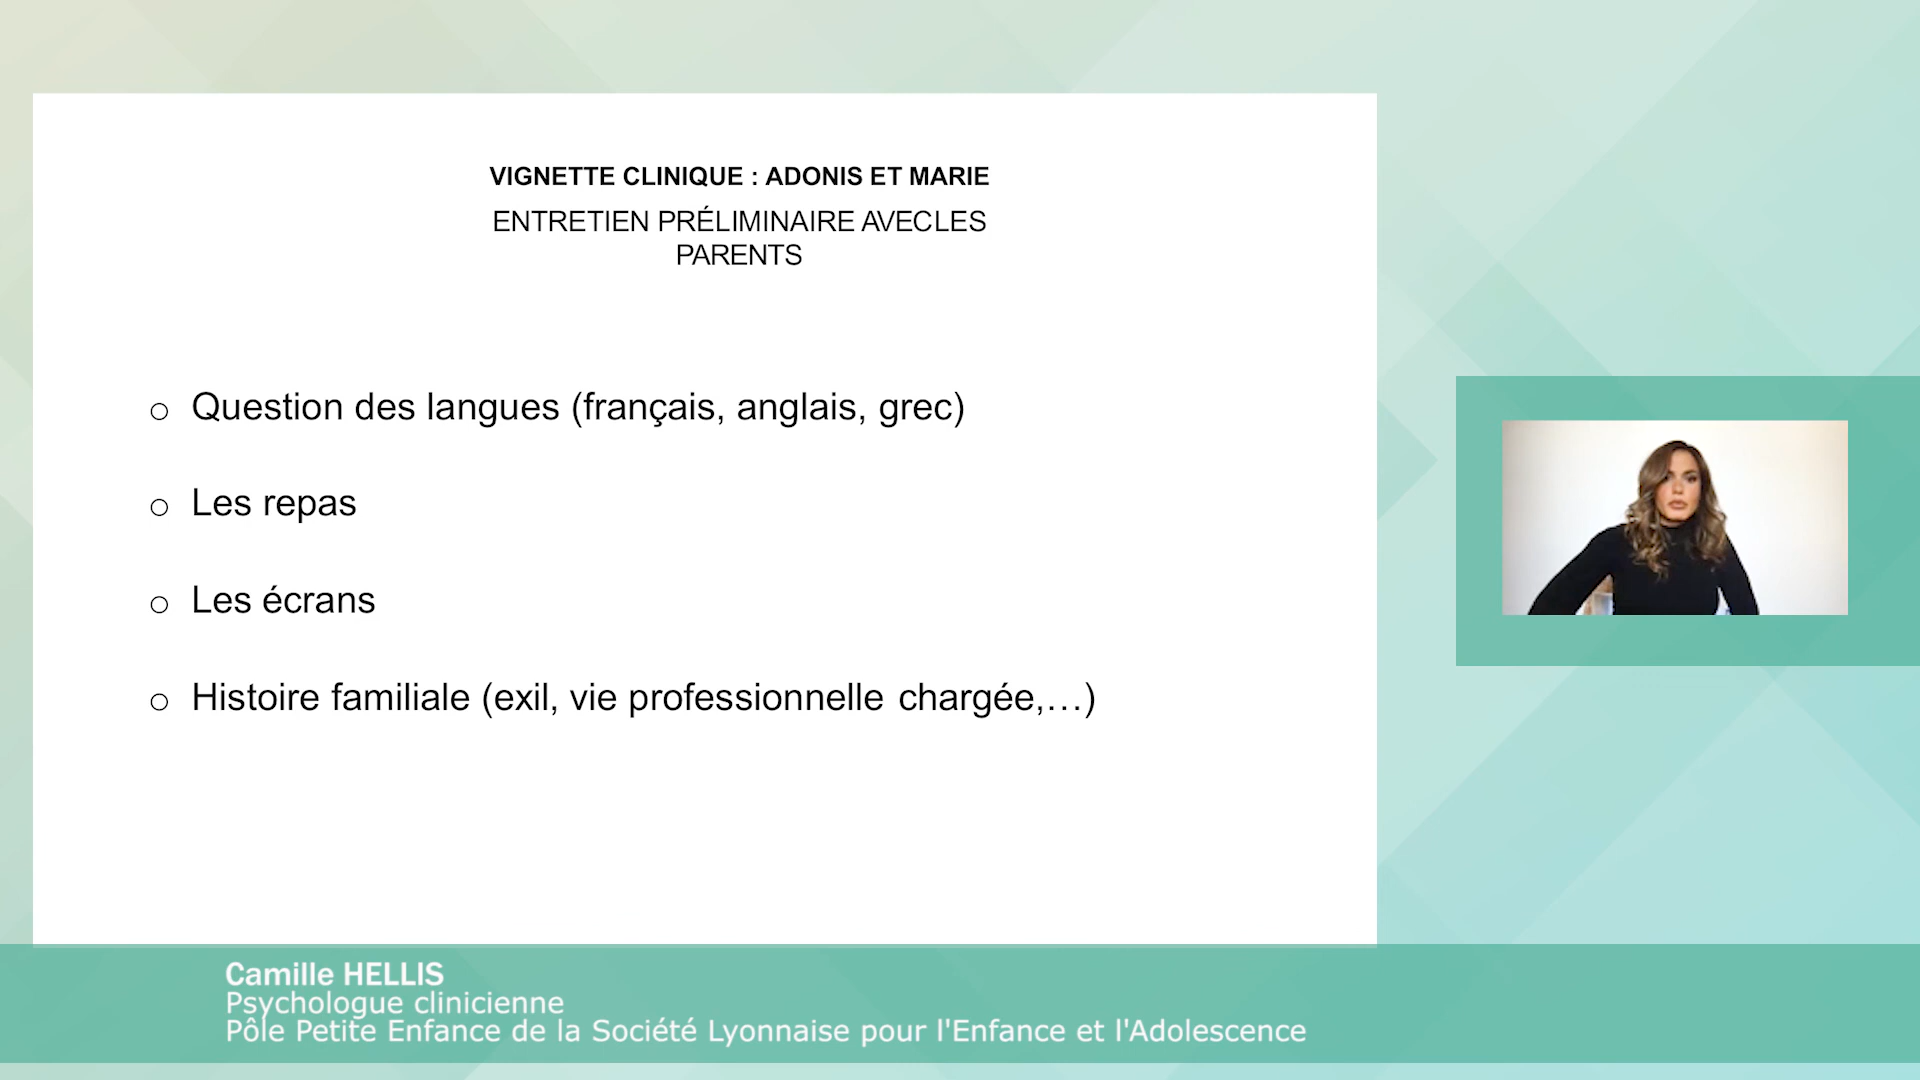 VIGNETTE CLINIQUE : ADONIS ET MARIE
ENTRETIEN PRÉLIMINAIRE AVECLES
PARENTS
o Question des langues (français, anglais, grec)
o Les repas
o Les écrans
o Histoire familiale (exil, vie professionnelle chargée,…)
Camille HELLIS
Psychologue clinicienne
Pôle Petite Enfance de la Société Lyonnaise pour l'Enfance et l'Adolescence